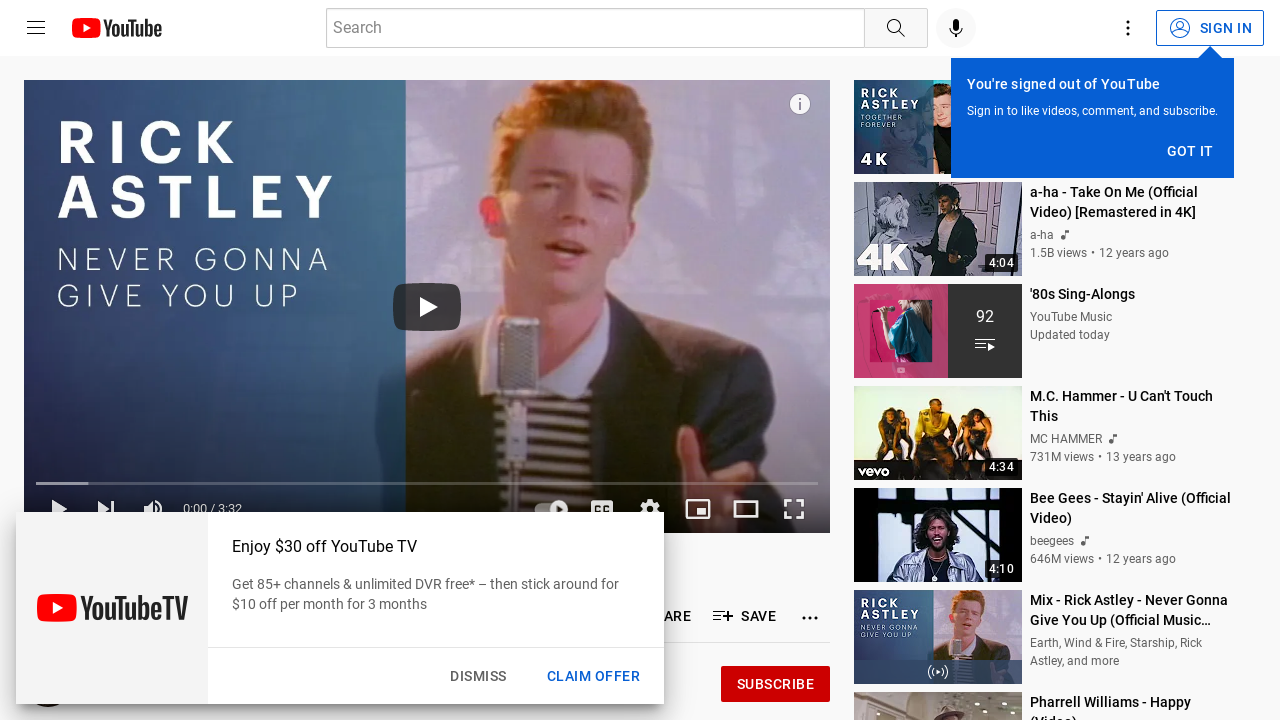 YouTube
Search
SIGN IN
You're signed out of YouTube
Sign in to like videos, comment, and subscribe.
GOT IT
RICK
ASTLEY
NEVER GONNA
GIVE YOU UP
0:00 / 3:32
Enjoy $30 off YouTube TV
YouTubeTV
Get 85+ channels & unlimited DVR free* – then stick around for
$10 off per month for 3 months
DISMISS
CLAIM OFFER
ARE
SAVE
SUBSCRIBE
RICK
ASTLEY
TOGETHER
FOREVER
4K
a-ha - Take On Me (Official
Video) [Remastered in 4K]
a-ha
1.5B views • 12 years ago
4K
4:04
'80s Sing-Alongs
YouTube Music
Updated today
92
M.C. Hammer - U Can't Touch
This
MC HAMMER
731M views • 13 years ago
vevo
4:34
Bee Gees - Stayin' Alive (Official
Video)
beegees
646M views • 12 years ago
4:10
Mix - Rick Astley - Never Gonna
Give You Up (Official Music…
Earth, Wind & Fire, Starship, Rick
Astley, and more
RICK
ASTLEY
NEVER GONNA
GIVE YOU UP
Pharrell Williams - Happy
(Video)